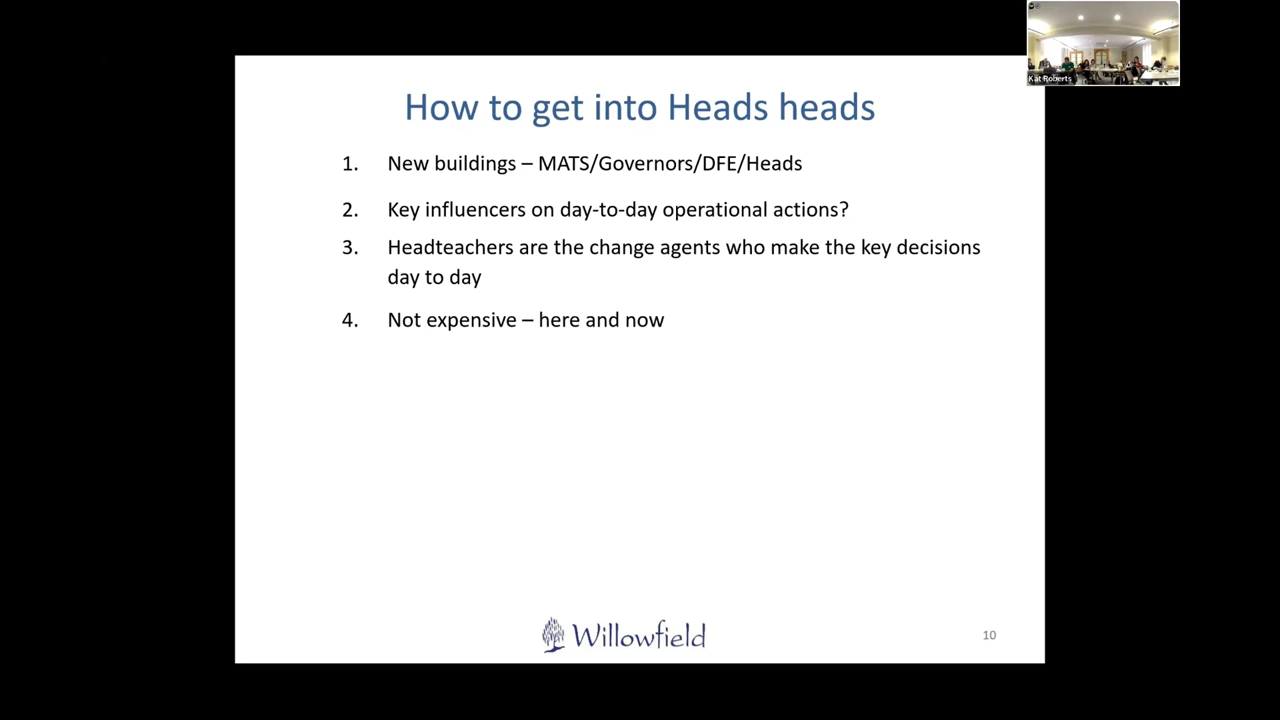 Kat Roberts
How to get into Heads heads
1. New buildings – MATS/Governors/DFE/Heads
2. Key influencers on day-to-day operational actions?
3. Headteachers are the change agents who make the key decisions
day to day
4. Not expensive – here and now
Willowfield
10